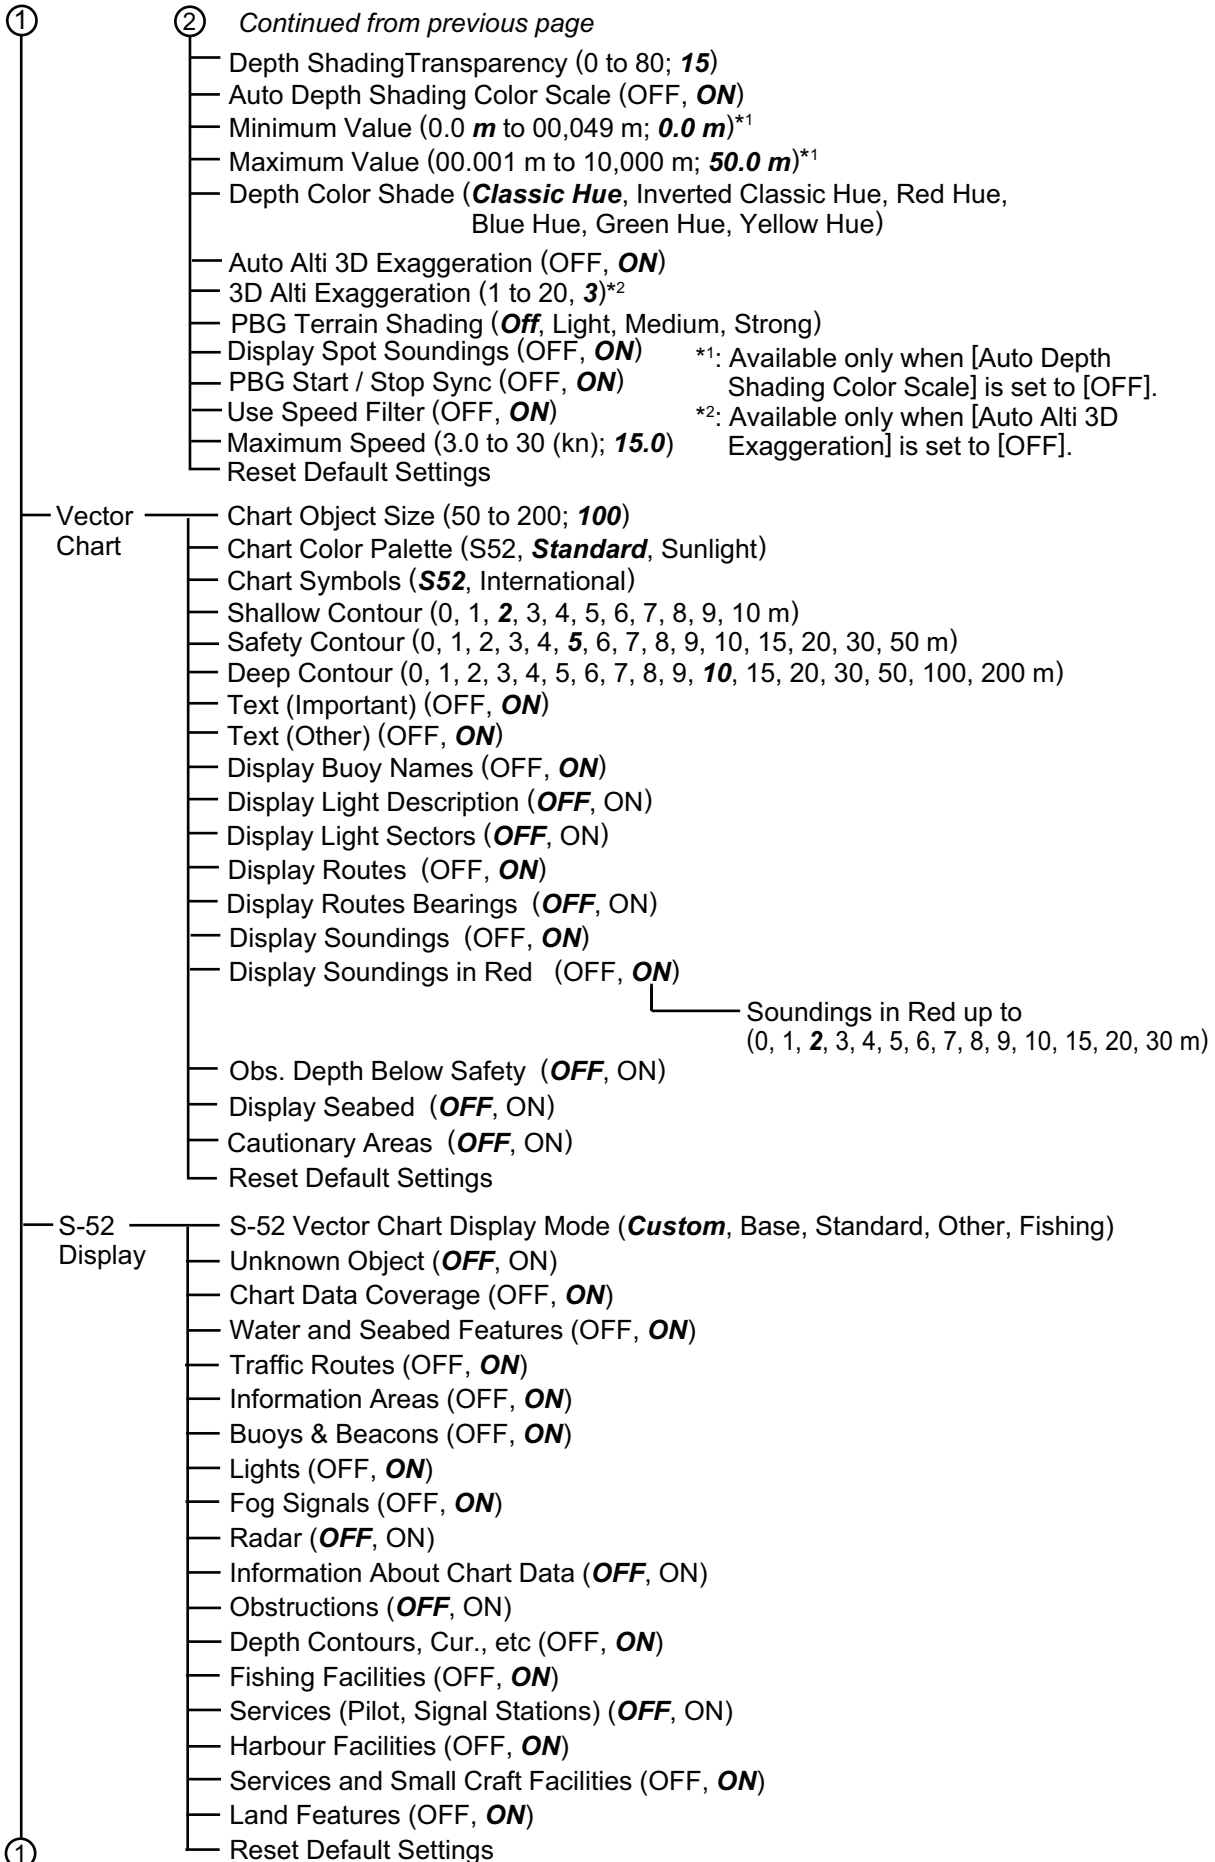 ① ② Continued from previous page
Depth ShadingTransparency (0 to 80; 15)
Auto Depth Shading Color Scale (OFF, ON)
Minimum Value (0.0 m to 00,049 m; 0.0 m)*1
Maximum Value (00.001 m to 10,000 m; 50.0 m)*1
Depth Color Shade (Classic Hue, Inverted Classic Hue, Red Hue,
Blue Hue, Green Hue, Yellow Hue)
Auto Alti 3D Exaggeration (OFF, ON)
3D Alti Exaggeration (1 to 20, 3)*2
PBG Terrain Shading (Off, Light, Medium, Strong)
Display Spot Soundings (OFF, ON)
PBG Start / Stop Sync (OFF, ON)
Use Speed Filter (OFF, ON)
Maximum Speed (3.0 to 30 (kn); 15.0)
Reset Default Settings
*1: Available only when [Auto Depth
Shading Color Scale] is set to [OFF].
*2: Available only when [Auto Alti 3D
Exaggeration] is set to [OFF].
Vector
Chart
Chart Object Size (50 to 200; 100)
Chart Color Palette (S52, Standard, Sunlight)
Chart Symbols (S52, International)
Shallow Contour (0, 1, 2, 3, 4, 5, 6, 7, 8, 9, 10 m)
Safety Contour (0, 1, 2, 3, 4, 5, 6, 7, 8, 9, 10, 15, 20, 30, 50 m)
Deep Contour (0, 1, 2, 3, 4, 5, 6, 7, 8, 9, 10, 15, 20, 30, 50, 100, 200 m)
Text (Important) (OFF, ON)
Text (Other) (OFF, ON)
Display Buoy Names (OFF, ON)
Display Light Description (OFF, ON)
Display Light Sectors (OFF, ON)
Display Routes (OFF, ON)
Display Routes Bearings (OFF, ON)
Display Soundings (OFF, ON)
Display Soundings in Red (OFF, ON)
Soundings in Red up to
(0, 1, 2, 3, 4, 5, 6, 7, 8, 9, 10, 15, 20, 30 m)
Obs. Depth Below Safety (OFF, ON)
Display Seabed (OFF, ON)
Cautionary Areas (OFF, ON)
Reset Default Settings
S-52
Display
S-52 Vector Chart Display Mode (Custom, Base, Standard, Other, Fishing)
Unknown Object (OFF, ON)
Chart Data Coverage (OFF, ON)
Water and Seabed Features (OFF, ON)
Traffic Routes (OFF, ON)
Information Areas (OFF, ON)
Buoys & Beacons (OFF, ON)
Lights (OFF, ON)
Fog Signals (OFF, ON)
Radar (OFF, ON)
Information About Chart Data (OFF, ON)
Obstructions (OFF, ON)
Depth Contours, Cur., etc (OFF, ON)
Fishing Facilities (OFF, ON)
Services (Pilot, Signal Stations) (OFF, ON)
Harbour Facilities (OFF, ON)
Services and Small Craft Facilities (OFF, ON)
Land Features (OFF, ON)
Reset Default Settings
①